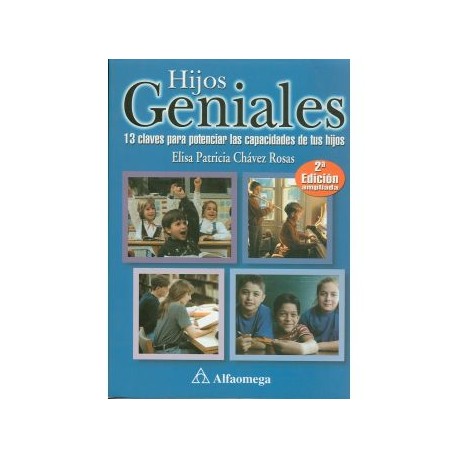 Hijos
Geniales
13 claves para potenciar las capacidades de tus hijos
Elisa Patricia Chávez Rosas
2ª
Edición
ampliada
Alfaomega